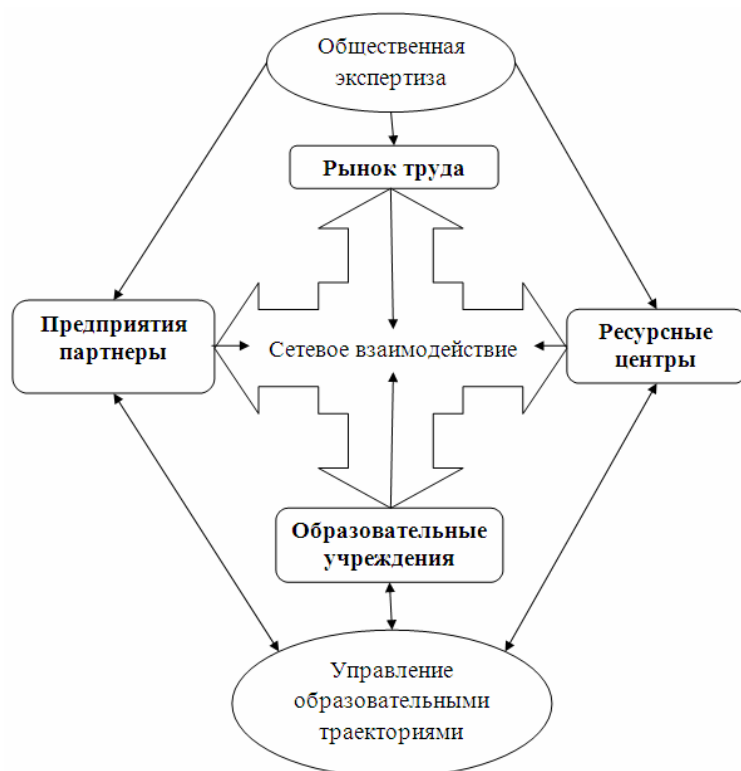 Общественная
экспертиза
Рынок труда
Предприятия
партнеры
Сетевое взаимодействие
Ресурсные
центры
Образовательные
учреждения
Управление
образовательными
траекториями